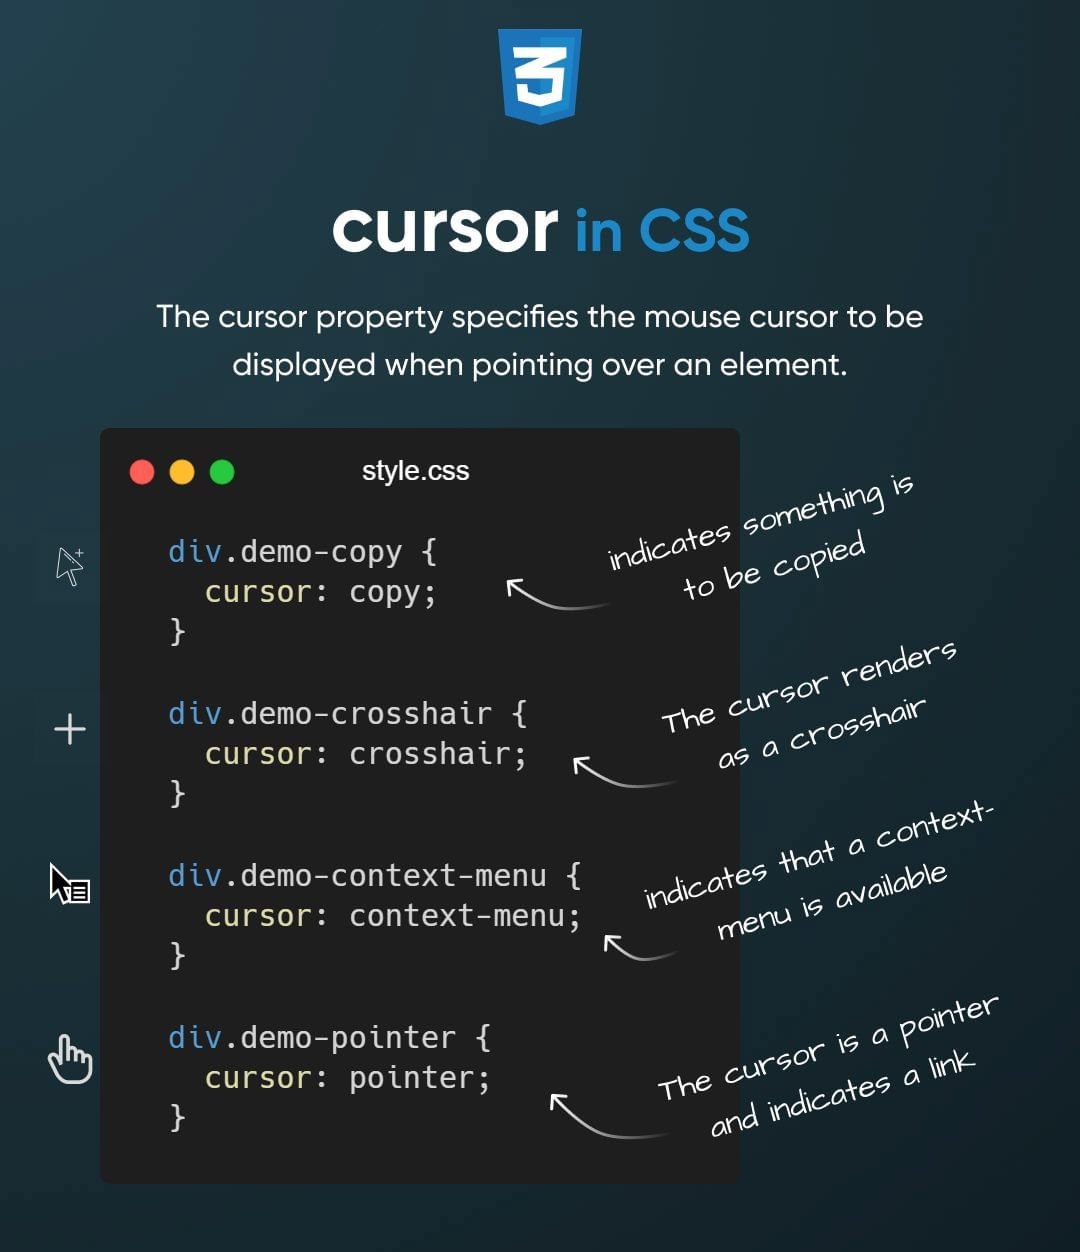 3
cursor in CSS
The cursor property specifies the mouse cursor to be
displayed when pointing over an element.
style.css
div.demo-copy {
cursor: copy;
}
indicates something is
to be copied
div.demo-crosshair {
cursor: crosshair;
}
The cursor renders
as a crosshair
div.demo-context-menu {
cursor: context-menu;
}
indicates that a context-
menu is available
div.demo-pointer {
cursor: pointer;
}
The cursor is a pointer
and indicates a link